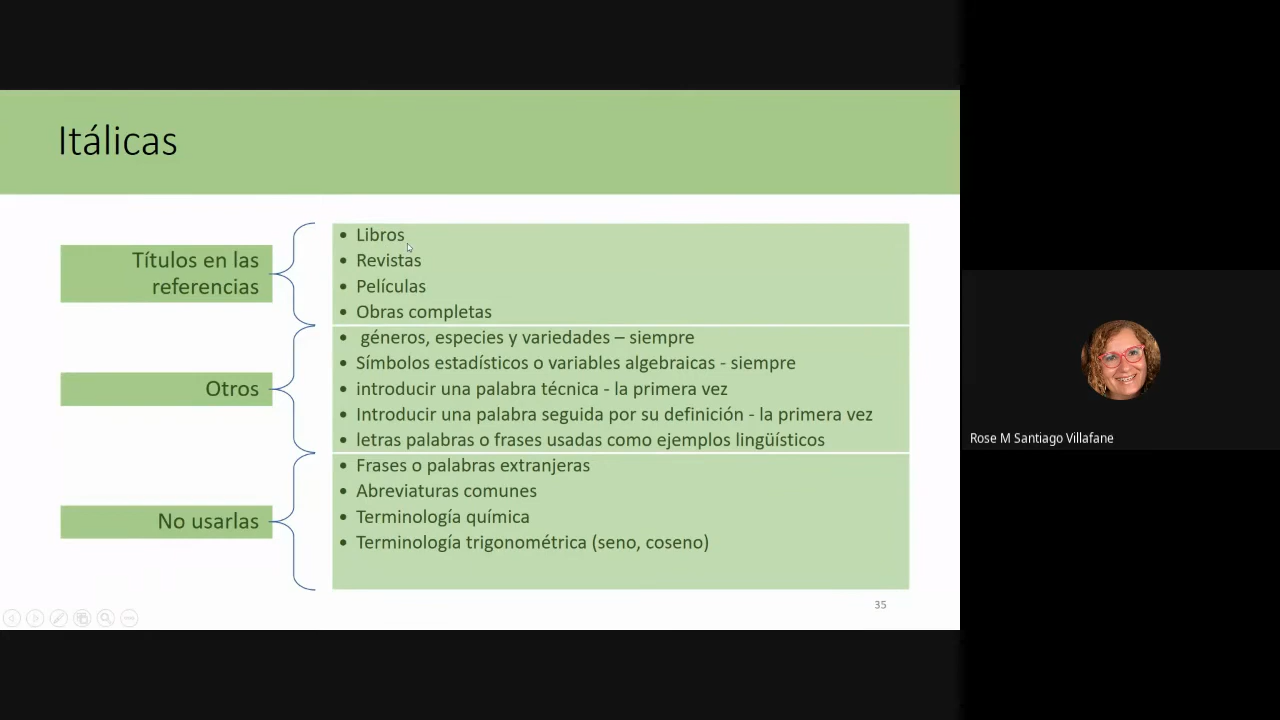 Itálicas
Títulos en las
referencias
• Libros
• Revistas
• Películas
• Obras completas
Otros
• géneros, especies y variedades – siempre
• Símbolos estadísticos o variables algebraicas - siempre
• introducir una palabra técnica - la primera vez
• Introducir una palabra seguida por su definición - la primera vez
• letras palabras o frases usadas como ejemplos lingüísticos
No usarlas
• Frases o palabras extranjeras
• Abreviaturas comunes
• Terminología química
• Terminología trigonométrica (seno, coseno)
35
Rose M Santiago Villafane